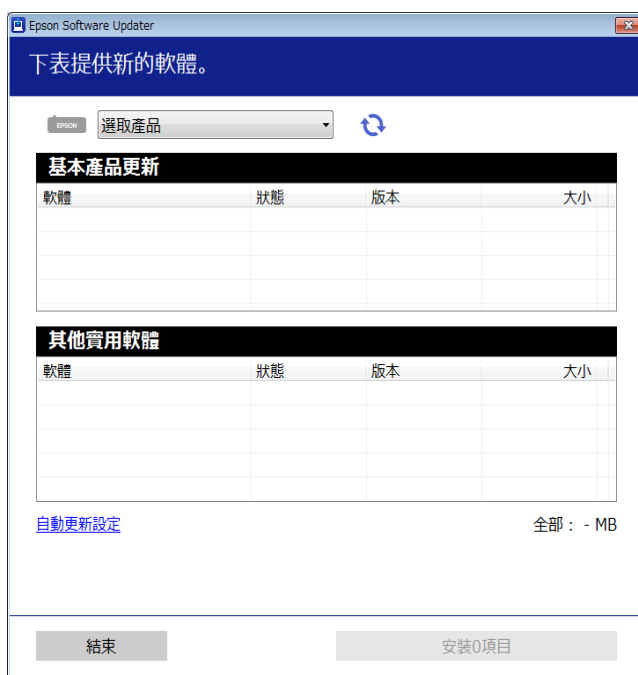 Epson Software Updater
下表提供新的軟體。
EPSON 選取產品
基本產品更新
軟體 狀態 版本 大小
其他實用軟體
軟體 狀態 版本 大小
自動更新設定 全部： - MB
結束 安裝0項目